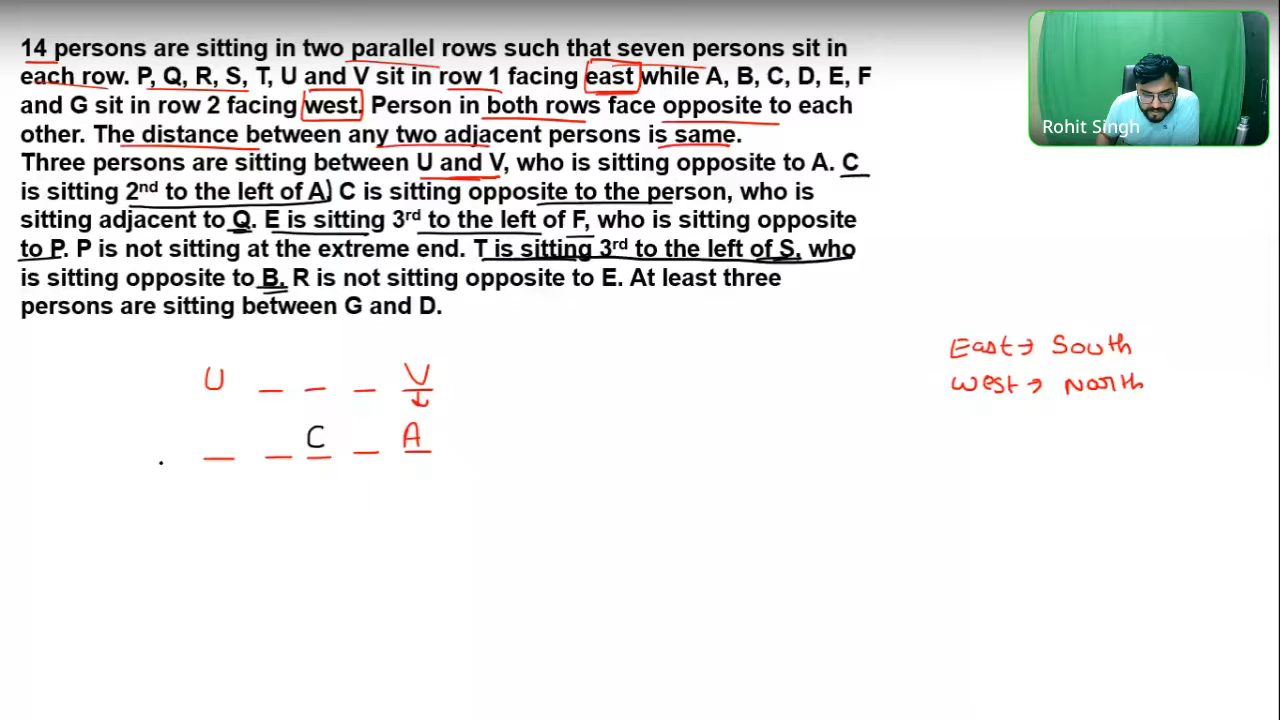 14 persons are sitting in two parallel rows such that seven persons sit in
each row. P, Q, R, S, T, U and V sit in row 1 facing east while A, B, C, D, E, F
and G sit in row 2 facing west. Person in both rows face opposite to each
other. The distance between any two adjacent persons is same.
Three persons are sitting between U and V, who is sitting opposite to A. C
is sitting 2nd to the left of A. C is sitting opposite to the person, who is
sitting adjacent to Q. E is sitting 3rd to the left of F, who is sitting opposite
to P. P is not sitting at the extreme end. T is sitting 3rd to the left of S, who
is sitting opposite to B. R is not sitting opposite to E. At least three
persons are sitting between G and D.
Rohit Singh
East → South
West → North
U _ _ _ V
_ _ C _ A